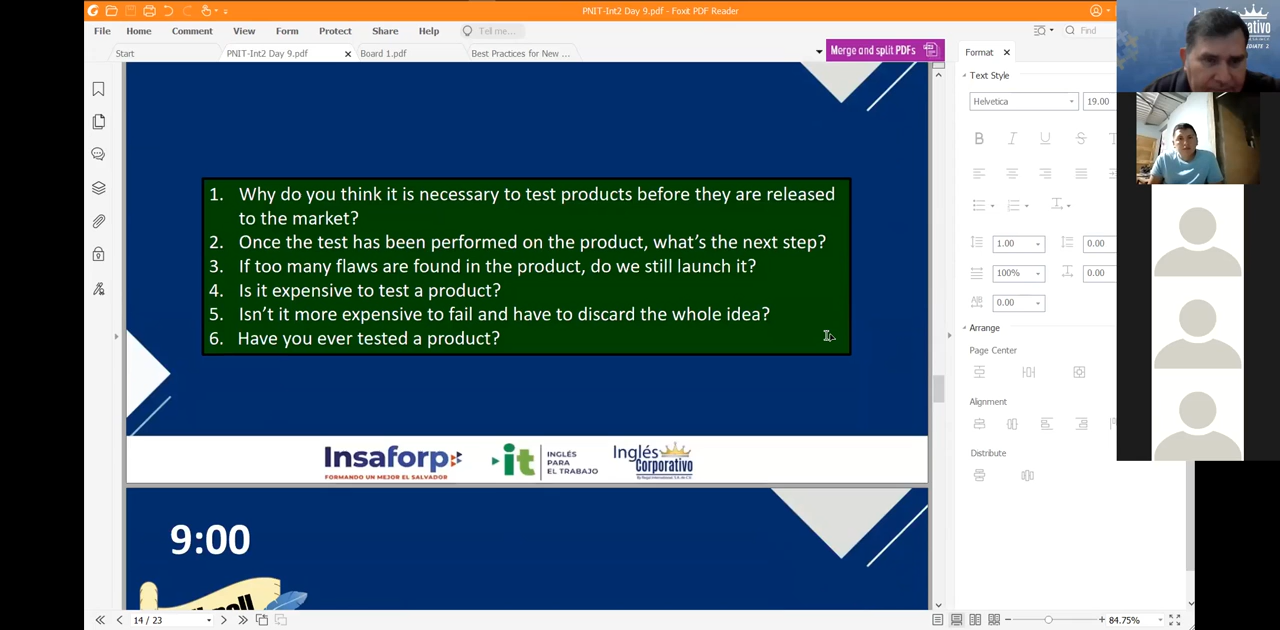 PNIT-Int2 Day 9.pdf - Foxit PDF Reader
File Home Comment View Form Protect Share Help Tell me... Find
Start PNIT-Int2 Day 9.pdf Board 1.pdf Best Practices for New ... Merge and split PDFs Format
Text Style
Helvetica 19.00
1.00 0.00
100% 0.00
0.00
Arrange
Page Center
Alignment
Distribute
1. Why do you think it is necessary to test products before they are released
to the market?
2. Once the test has been performed on the product, what's the next step?
3. If too many flaws are found in the product, do we still launch it?
4. Is it expensive to test a product?
5. Isn't it more expensive to fail and have to discard the whole idea?
6. Have you ever tested a product?
Insaforp
FORMANDO UN MEJOR EL SALVADOR
it
INGLÉS
PARA
EL TRABAJO
Inglés
Corporativo
9:00
14 / 23
84.75%